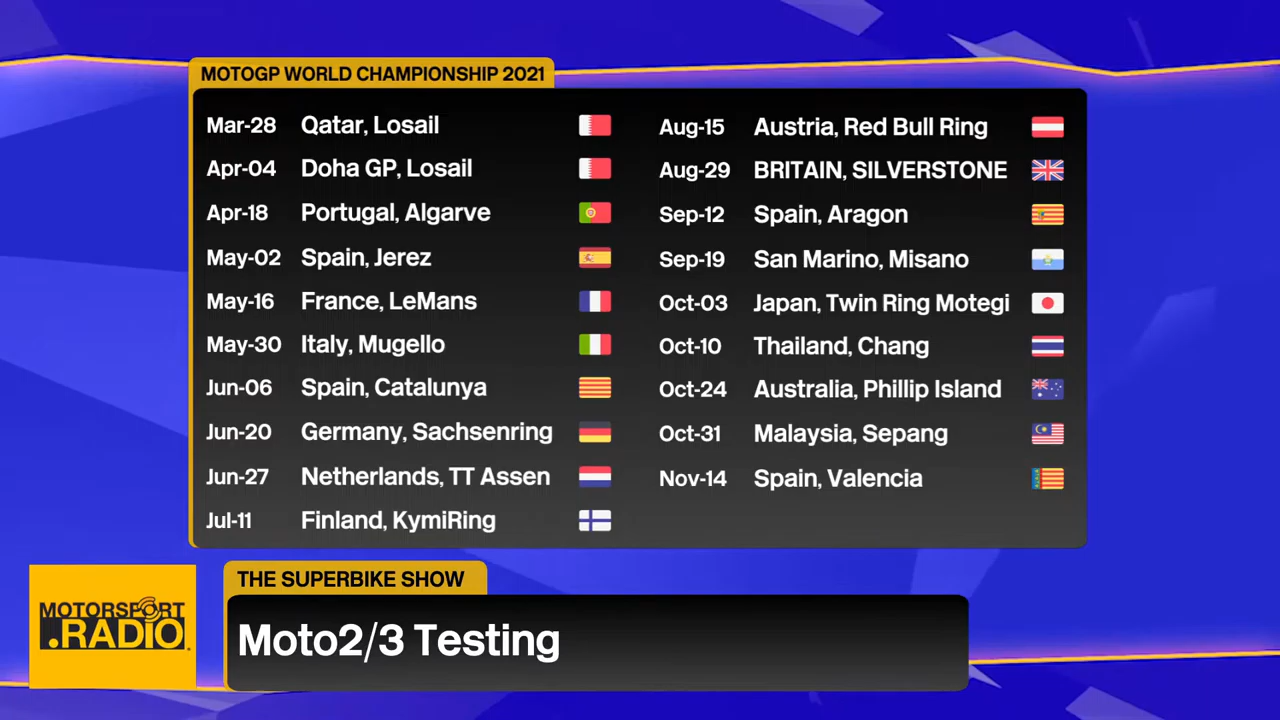 MOTOGP WORLD CHAMPIONSHIP 2021
Mar-28 Qatar, Losail
Apr-04 Doha GP, Losail
Apr-18 Portugal, Algarve
May-02 Spain, Jerez
May-16 France, LeMans
May-30 Italy, Mugello
Jun-06 Spain, Catalunya
Jun-20 Germany, Sachsenring
Jun-27 Netherlands, TT Assen
Jul-11 Finland, KymiRing
Aug-15 Austria, Red Bull Ring
Aug-29 BRITAIN, SILVERSTONE
Sep-12 Spain, Aragon
Sep-19 San Marino, Misano
Oct-03 Japan, Twin Ring Motegi
Oct-10 Thailand, Chang
Oct-24 Australia, Phillip Island
Oct-31 Malaysia, Sepang
Nov-14 Spain, Valencia
MOTORSPORT
.RADIO
THE SUPERBIKE SHOW
Moto2/3 Testing